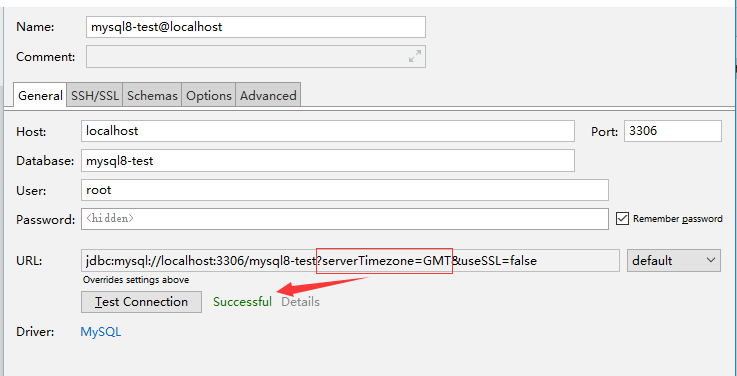 Name: mysql8-test@localhost
Comment:
General SSH/SSL Schemas Options Advanced
Host: localhost Port: 3306
Database: mysql8-test
User: root
Password: <hidden> Remember password
URL: jdbc:mysql://localhost:3306/mysql8-test?serverTimezone=GMT&useSSL=false default
Overrides settings above
Test Connection Successful Details
Driver: MySQL